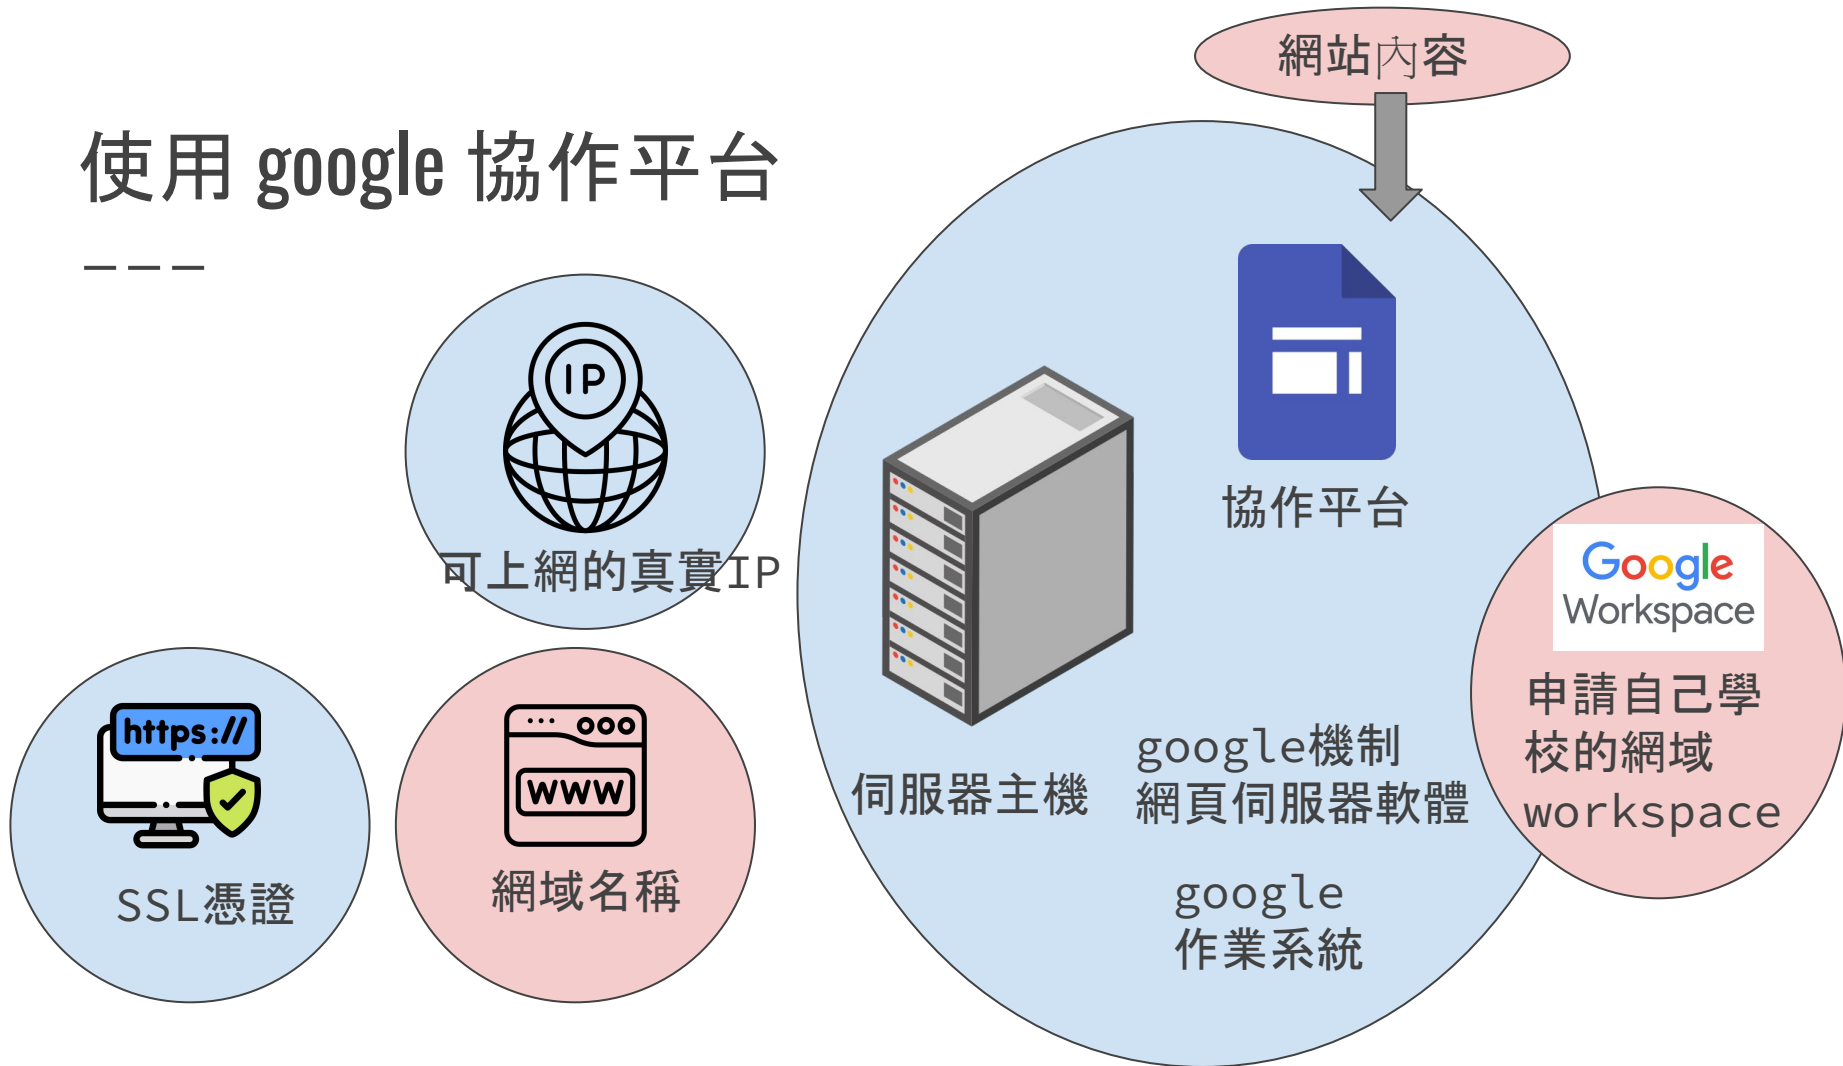 網站內容
使用 google 協作平台
IP
可上網的真實IP
協作平台
Google
Workspace
申請自己學
校的網域
workspace
https://
SSL憑證
WWW
網域名稱
伺服器主機
google機制
網頁伺服器軟體
google
作業系統